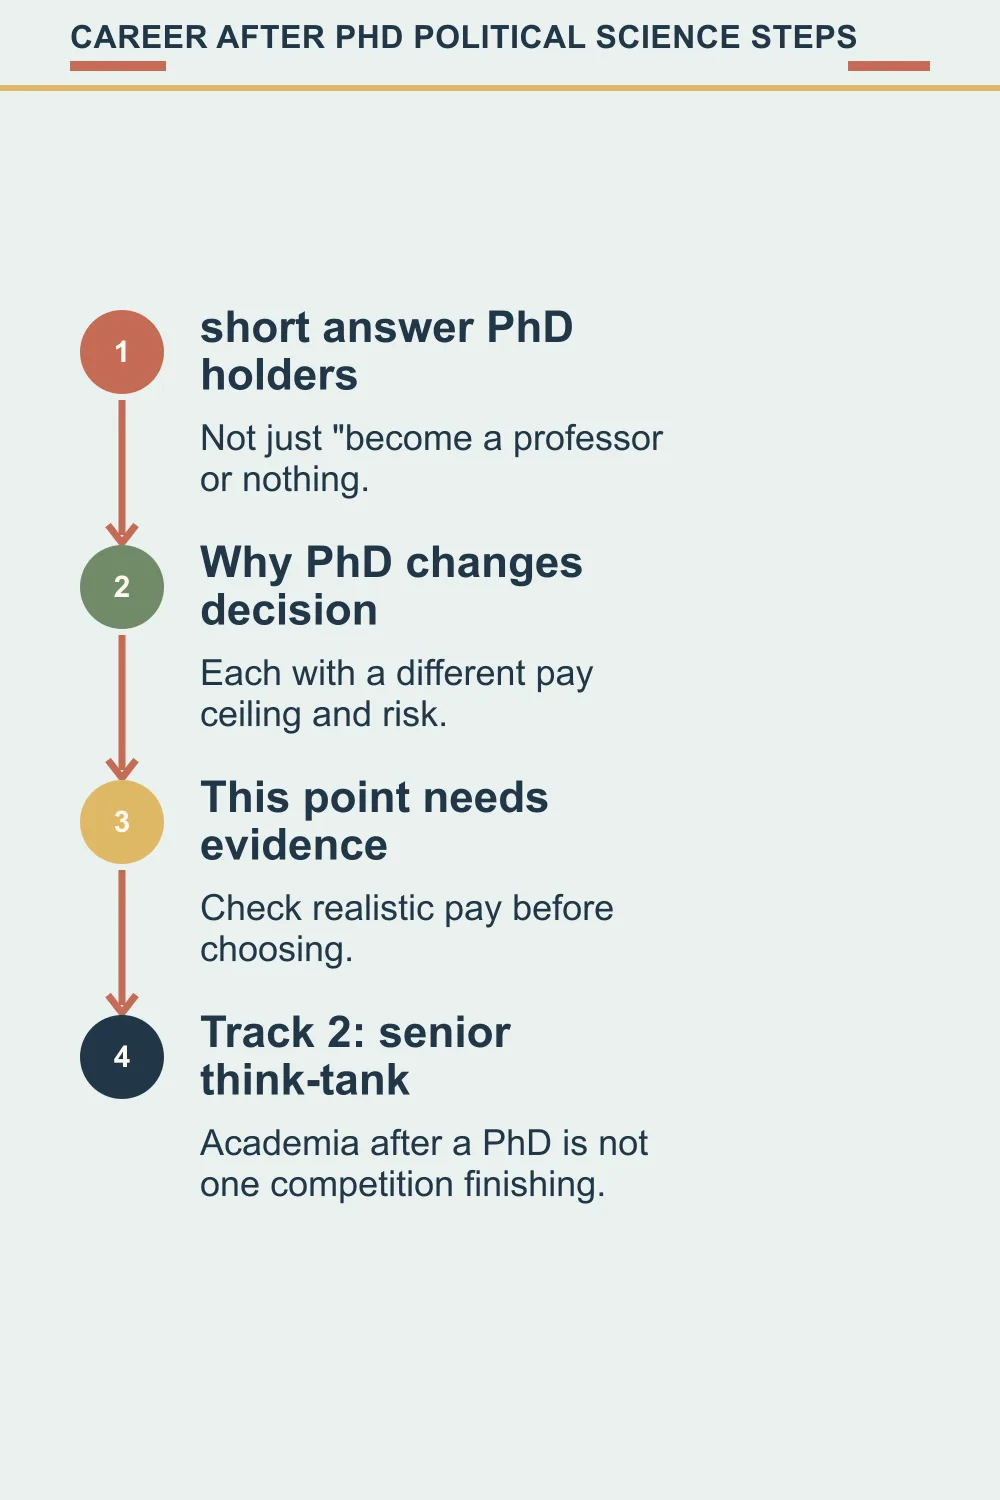 CAREER AFTER PHD POLITICAL SCIENCE STEPS
1
short answer PhD
holders
Not just "become a professor
or nothing.
2
Why PhD changes
decision
Each with a different pay
ceiling and risk.
3
This point needs
evidence
Check realistic pay before
choosing.
4
Track 2: senior
think-tank
Academia after a PhD is not
one competition finishing.